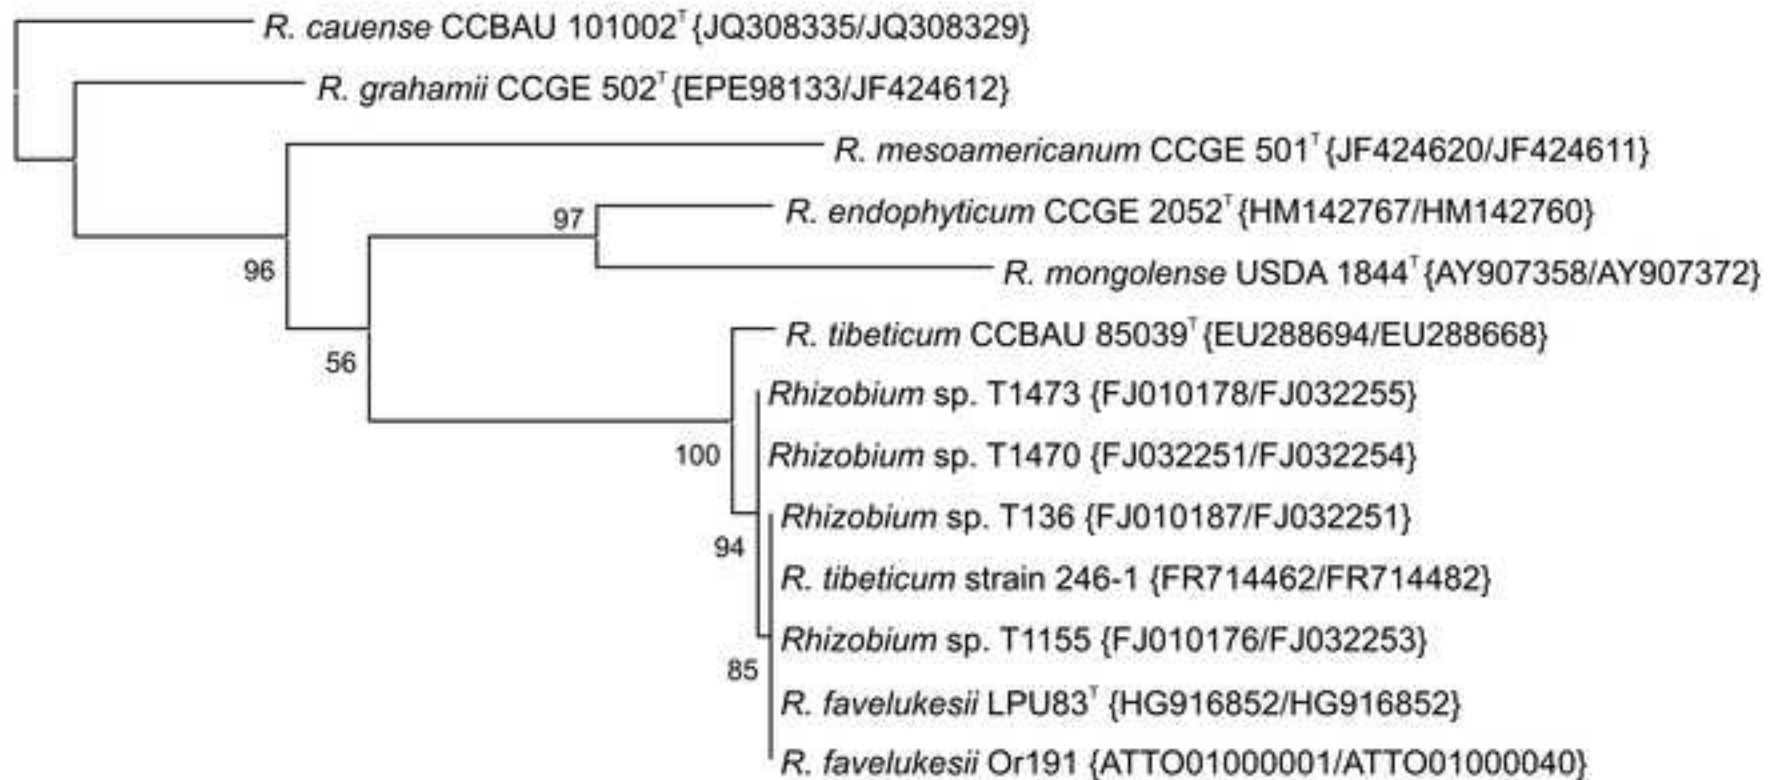 R. cauense CCBAU 101002ᵀ {JQ308335/JQ308329}
R. grahamii CCGE 502ᵀ {EPE98133/JF424612}
R. mesoamericanum CCGE 501ᵀ {JF424620/JF424611}
97
R. endophyticum CCGE 2052ᵀ {HM142767/HM142760}
96
R. mongolense USDA 1844ᵀ {AY907358/AY907372}
R. tibeticum CCBAU 85039ᵀ {EU288694/EU288668}
56
Rhizobium sp. T1473 {FJ010178/FJ032255}
100
Rhizobium sp. T1470 {FJ032251/FJ032254}
Rhizobium sp. T136 {FJ010187/FJ032251}
94
R. tibeticum strain 246-1 {FR714462/FR714482}
Rhizobium sp. T1155 {FJ010176/FJ032253}
85
R. favelukesii LPU83ᵀ {HG916852/HG916852}
R. favelukesii Or191 {ATTO01000001/ATTO01000040}